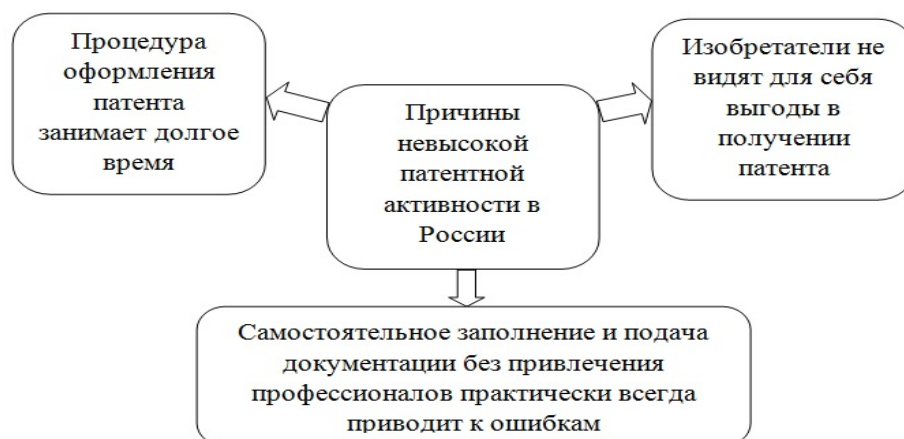 Процедура
оформления
патента
занимает долгое
время
Причины
невысокой
патентной
активности в
России
Изобретатели не
видят для себя
выгоды в
получении
патента
Самостоятельное заполнение и подача
документации без привлечения
профессионалов практически всегда
приводит к ошибкам